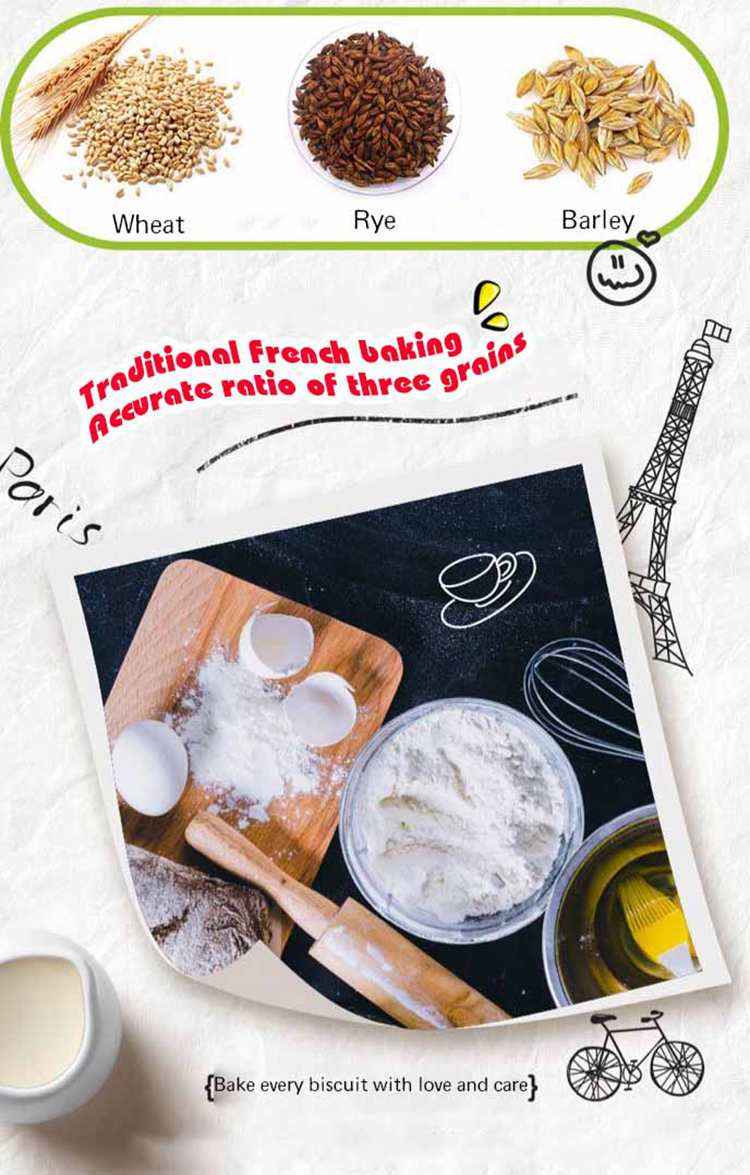 Wheat
Rye
Barley
Traditional French baking
Accurate ratio of three grains
Paris
{Bake every biscuit with love and care}